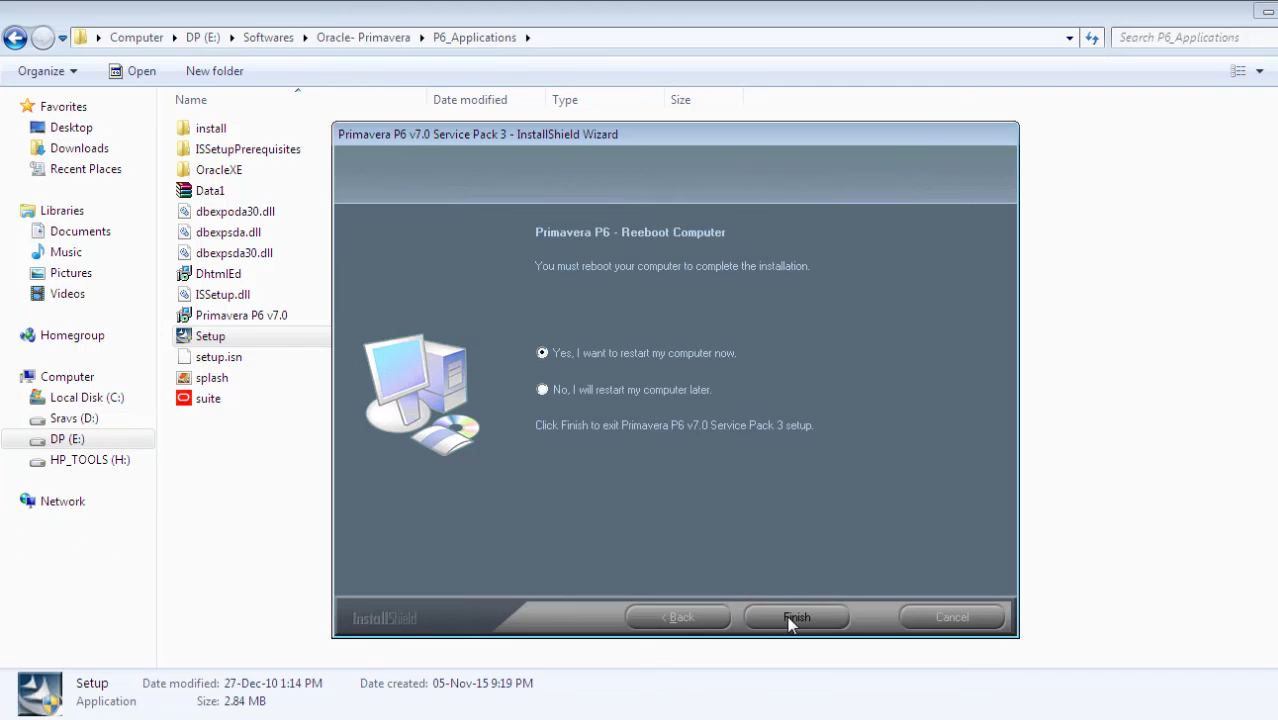 Computer DP (E:) Softwares Oracle- Primavera P6_Applications
Search P6_Applications
Organize Open New folder
Favorites
Desktop
Downloads
Recent Places
Libraries
Documents
Music
Pictures
Videos
Homegroup
Computer
Local Disk (C:)
Sravs (D:)
DP (E:)
HP_TOOLS (H:)
Network
Name Date modified Type Size
install
ISSetupPrerequisites
OracleXE
Data1
dbexpoda30.dll
dbexpsda.dll
dbexpsda30.dll
DhtmlEd
ISSetup.dll
Primavera P6 v7.0
Setup
setup.isn
splash
suite
Primavera P6 v7.0 Service Pack 3 - InstallShield Wizard
Primavera P6 - Reeboot Computer
You must reboot your computer to complete the installation.
Yes, I want to restart my computer now.
No, I will restart my computer later.
Click Finish to exit Primavera P6 v7.0 Service Pack 3 setup.
InstallShield
< Back Finish Cancel
Setup Date modified: 27-Dec-10 1:14 PM Date created: 05-Nov-15 9:19 PM
Application Size: 2.84 MB